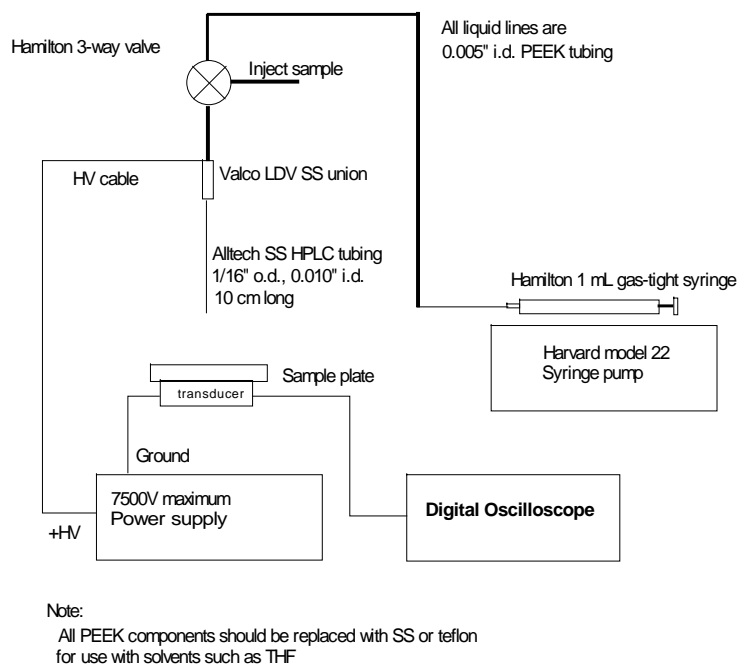 Hamilton 3-way valve
Inject sample
All liquid lines are
0.005" i.d. PEEK tubing
HV cable
Valco LDV SS union
Alltech SS HPLC tubing
1/16" o.d., 0.010" i.d.
10 cm long
Hamilton 1 mL gas-tight syringe
Harvard model 22
Syringe pump
Sample plate
transducer
Ground
7500V maximum
Power supply
+HV
Digital Oscilloscope
Note:
All PEEK components should be replaced with SS or teflon
for use with solvents such as THF